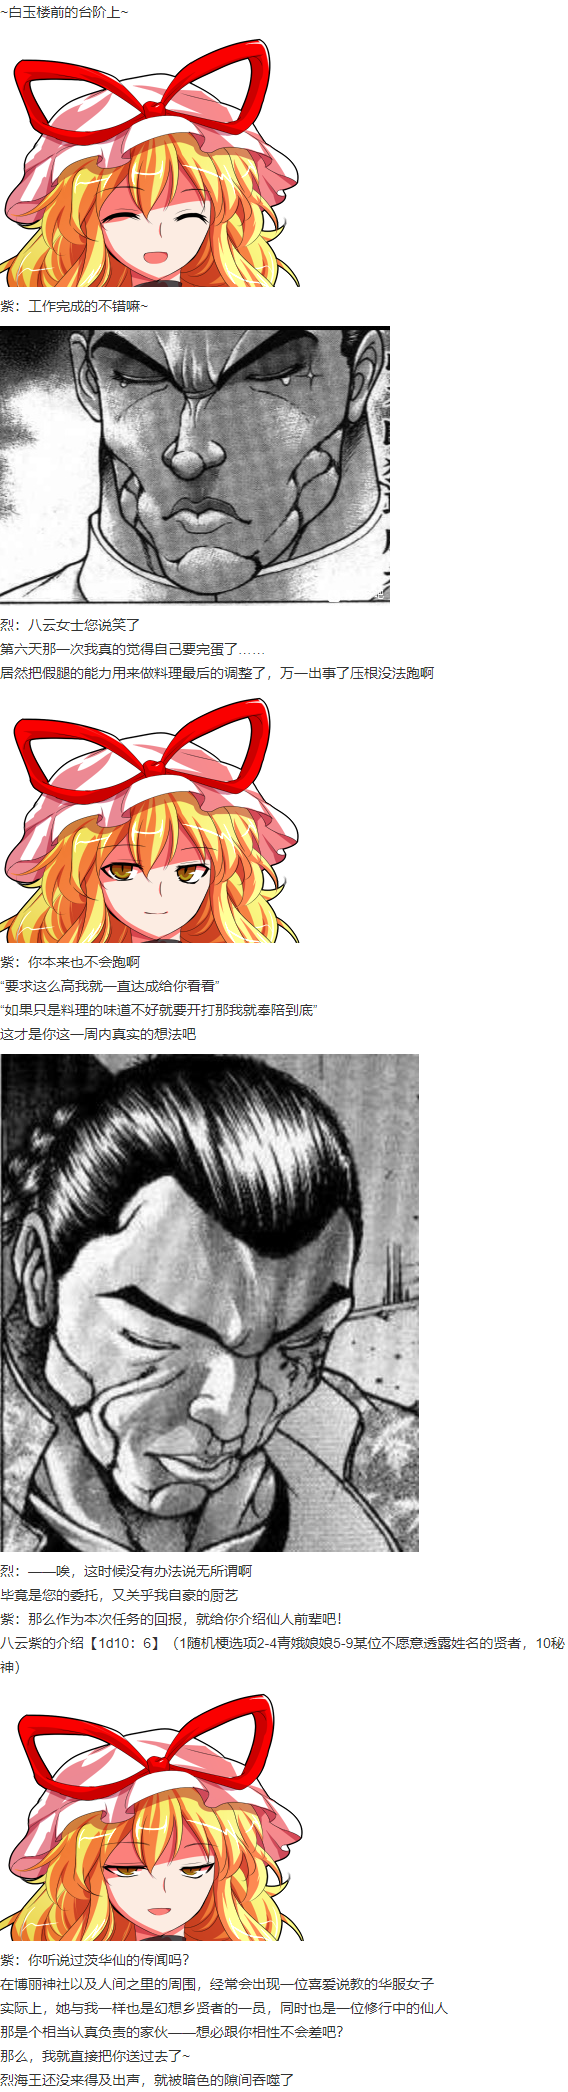 ~白玉楼前的台阶上~
紫：工作完成的不错嘛~
烈：八云女士您说笑了
第六天那一次我真的觉得自己要完蛋了……
居然把假腿的能力用来做料理最后的调整了，万一出事了压根没法跑啊
紫：你本来也不会跑啊
“要求这么高我就一直达成给你看看”
“如果只是料理的味道不好就要开打那我就奉陪到底”
这才是你这一周内真实的想法吧
烈：——唉，这时候没有办法说无所谓啊
毕竟是您的委托，又关乎我自豪的厨艺
紫：那么作为本次任务的回报，就给你介绍仙人前辈吧！
八云紫的介绍【1d10：6】（1随机梗选项2-4青娥娘娘5-9某位不愿意透露姓名的贤者，10秘
神）
紫：你听说过茨华仙的传闻吗？
在博丽神社以及人间之里的周围，经常会出现一位喜爱说教的华服女子
实际上，她与我一样也是幻想乡贤者的一员，同时也是一位修行中的仙人
那是个相当认真负责的家伙——想必跟你相性不会差吧？
那么，我就直接把你送过去了~
烈海王还没来得及出声，就被暗色的隙间吞噬了